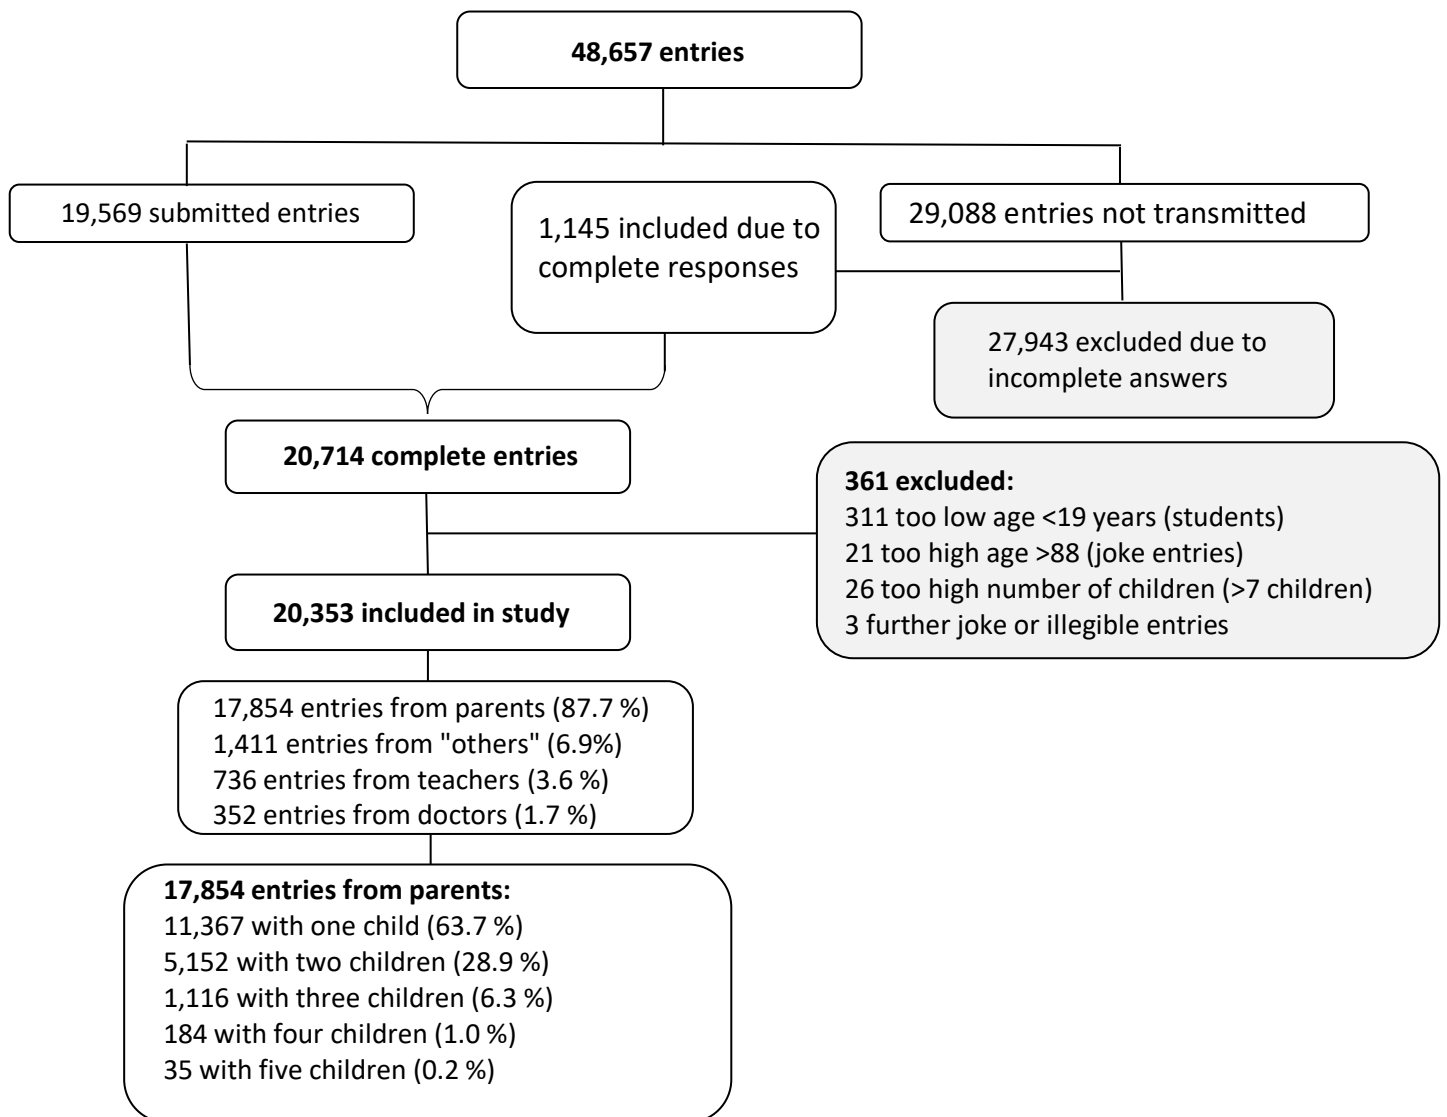 48,657 entries
19,569 submitted entries
1,145 included due to
complete responses
29,088 entries not transmitted
27,943 excluded due to
incomplete answers
20,714 complete entries
361 excluded:
311 too low age <19 years (students)
21 too high age >88 (joke entries)
26 too high number of children (>7 children)
3 further joke or illegible entries
20,353 included in study
17,854 entries from parents (87.7 %)
1,411 entries from "others" (6.9%)
736 entries from teachers (3.6 %)
352 entries from doctors (1.7 %)
17,854 entries from parents:
11,367 with one child (63.7 %)
5,152 with two children (28.9 %)
1,116 with three children (6.3 %)
184 with four children (1.0 %)
35 with five children (0.2 %)